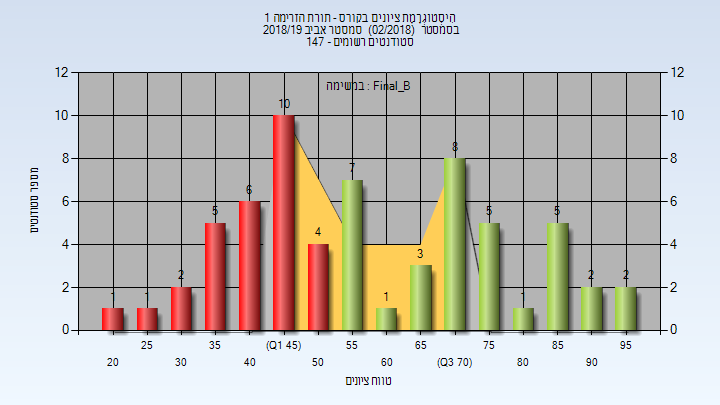 היסטוגרמת ציונים בקורס - תורת הזרימה 1
בסמסטר (02/2018) סמסטר אביב 2018/19
סטודנטים רשומים - 147
במשימה : Final_B
12 12
10 10
8 8
6 6
4 4
2 2
0 0
מספר סטודנטים
1 1 2 5 6 10 4 7 1 3 8 5 1 5 2 2
25 35 (Q1 45) 55 65 75 85 95
20 30 40 50 60 (Q3 70) 80 90
טווח ציונים